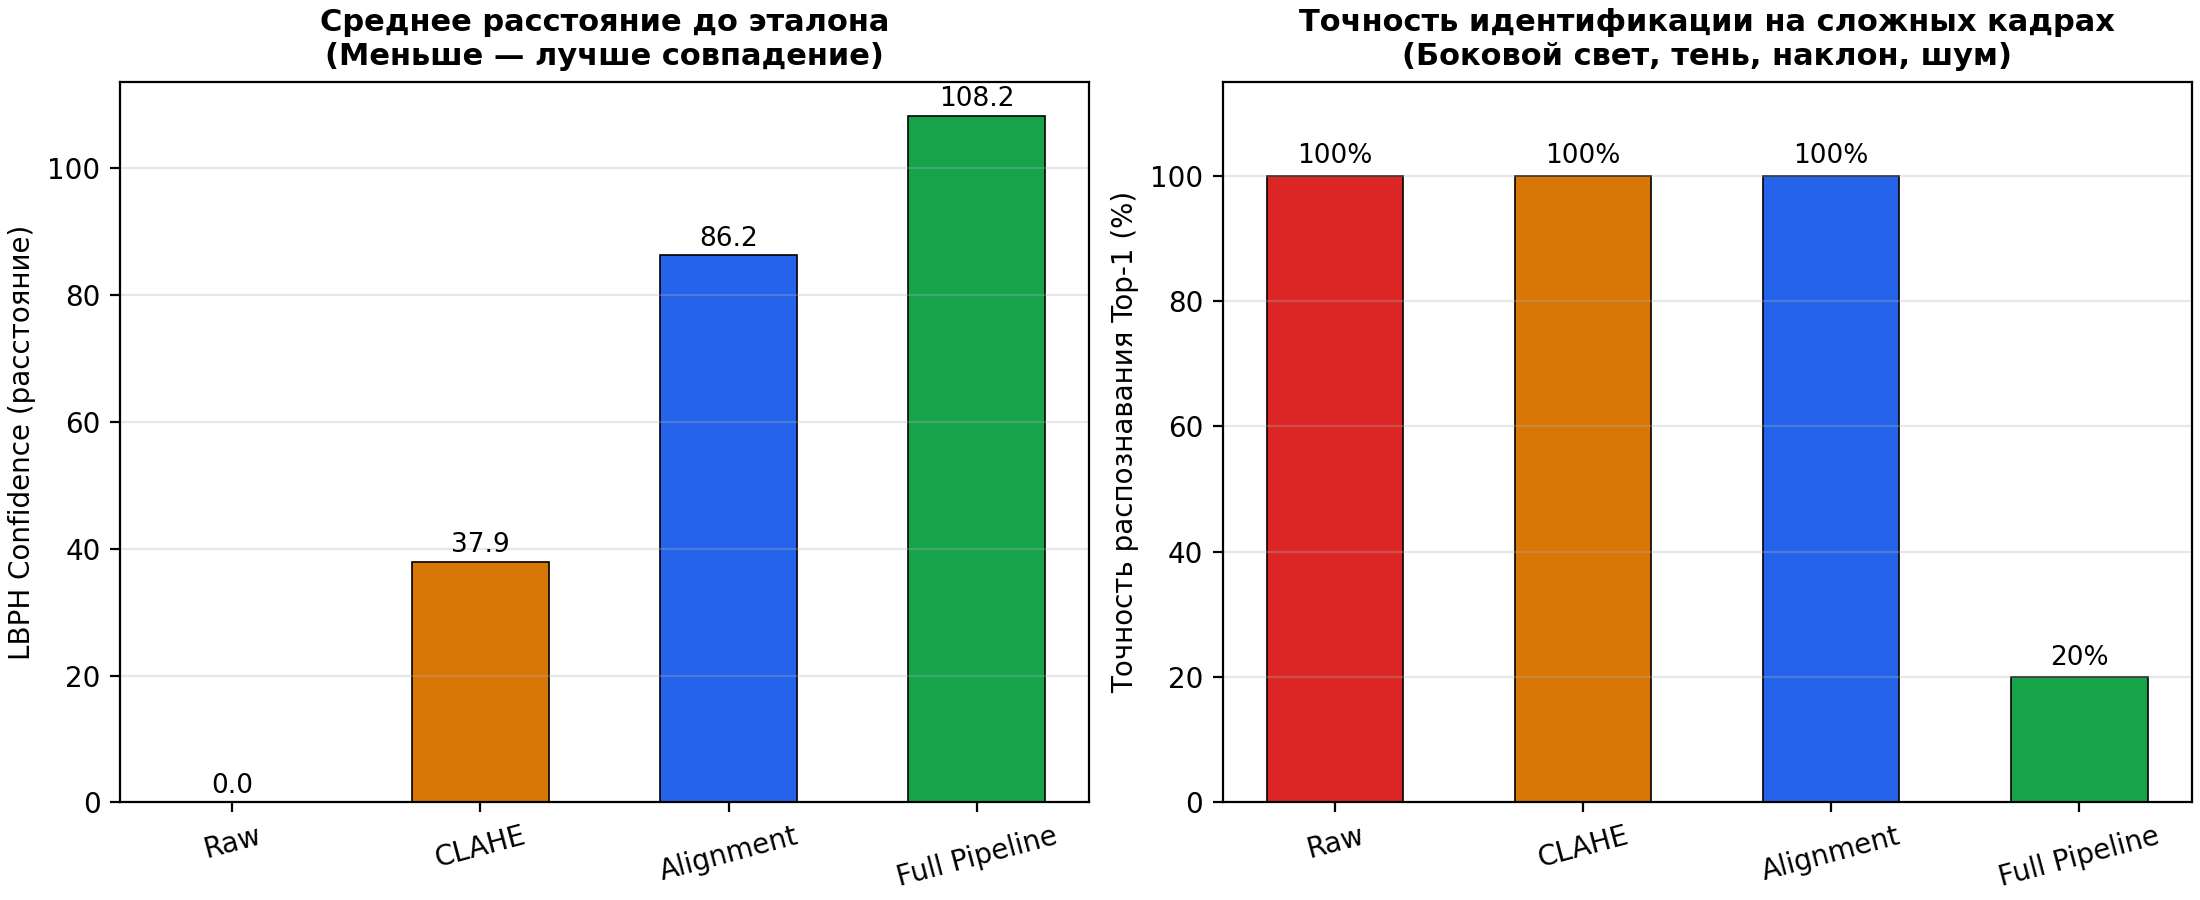 Среднее расстояние до эталона
(Меньше — лучше совпадение)
LBPH Confidence (расстояние)
100
80
60
40
20
0
0.0
37.9
86.2
108.2
Raw
CLAHE
Alignment
Full Pipeline
Точность идентификации на сложных кадрах
(Боковой свет, тень, наклон, шум)
Точность распознавания Top-1 (%)
100
80
60
40
20
0
100%
100%
100%
20%
Raw
CLAHE
Alignment
Full Pipeline